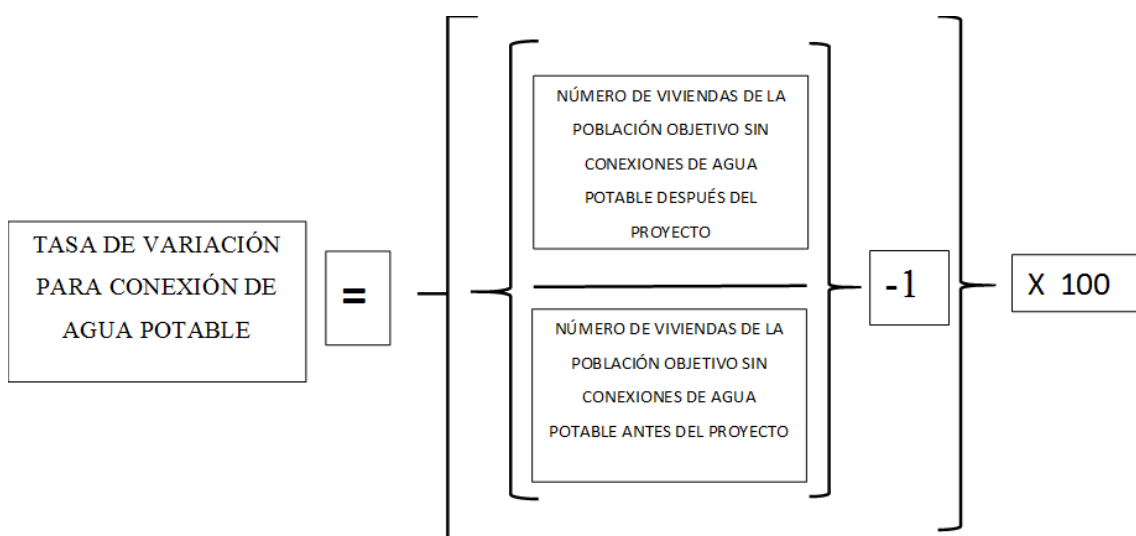 TASA DE VARIACIÓN
PARA CONEXIÓN DE
AGUA POTABLE
=
NÚMERO DE VIVIENDAS DE LA
POBLACIÓN OBJETIVO SIN
CONEXIONES DE AGUA
POTABLE DESPUÉS DEL
PROYECTO
NÚMERO DE VIVIENDAS DE LA
POBLACIÓN OBJETIVO SIN
CONEXIONES DE AGUA
POTABLE ANTES DEL PROYECTO
-1
X 100